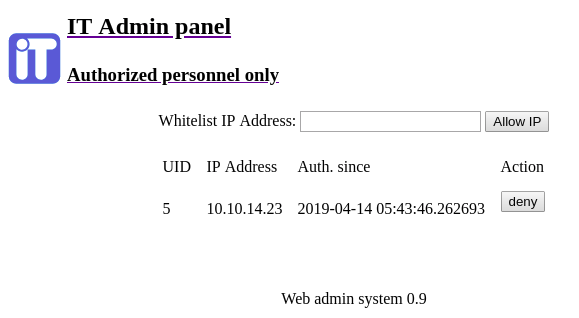 IT Admin panel
iT
Authorized personnel only
Whitelist IP Address: Allow IP
UID IP Address Auth. since Action
5 10.10.14.23 2019-04-14 05:43:46.262693 deny
Web admin system 0.9